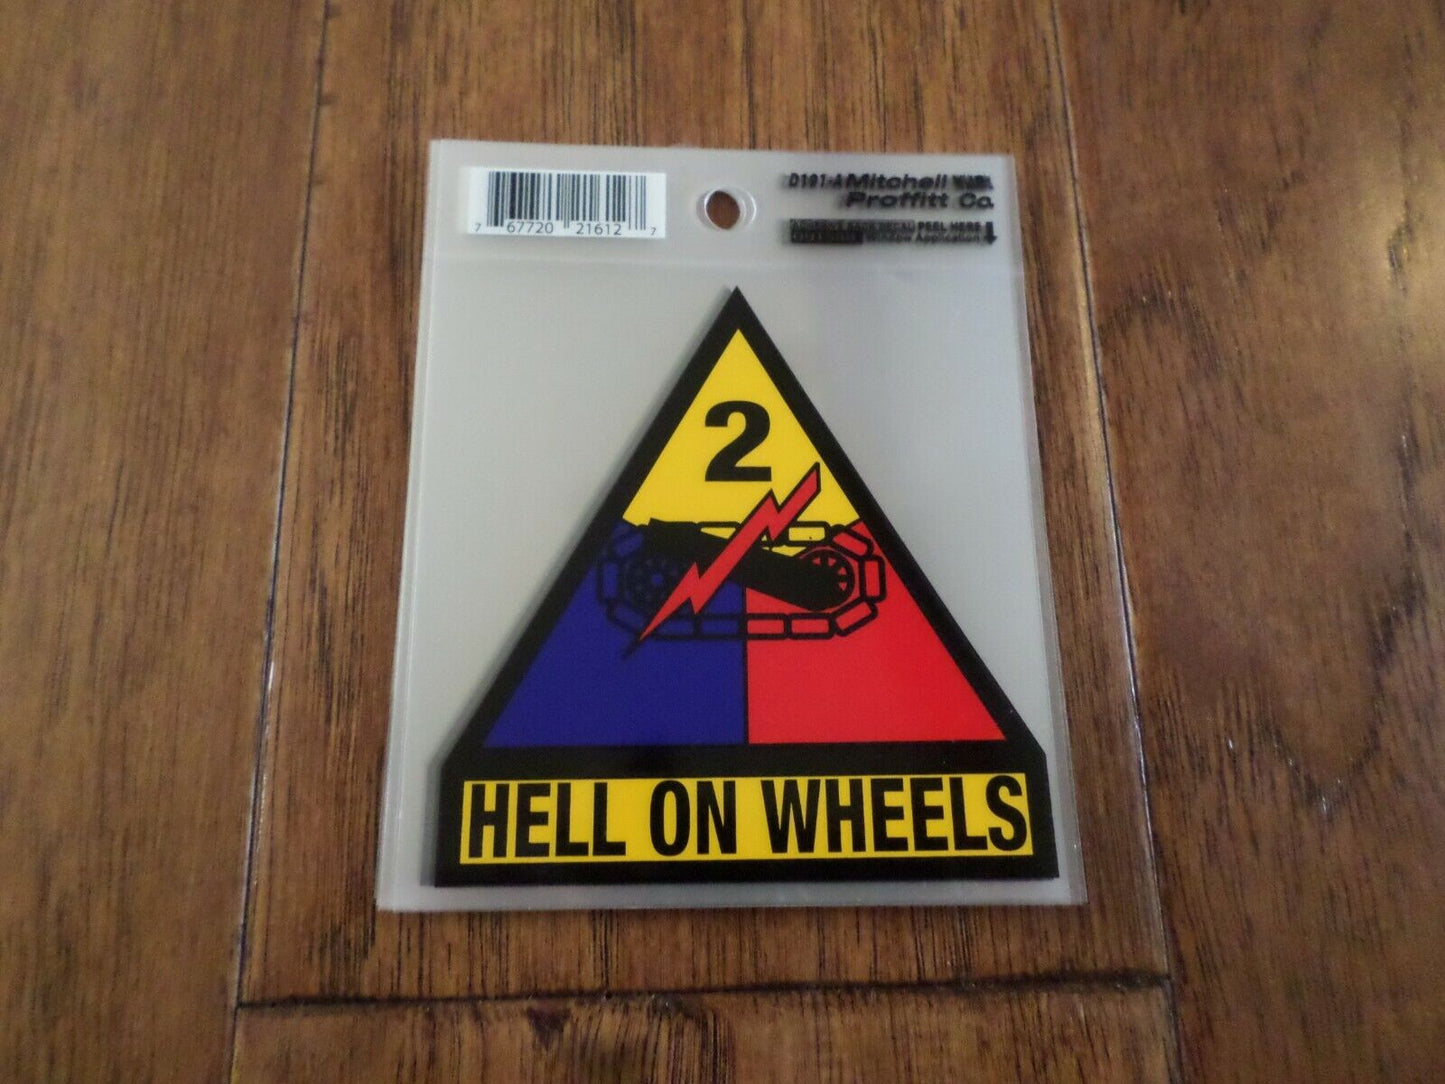 7 67720 21612 7
D191-A Mitchell
Proffitt Co.
PEEL HERE
Window Application
2
HELL ON WHEELS